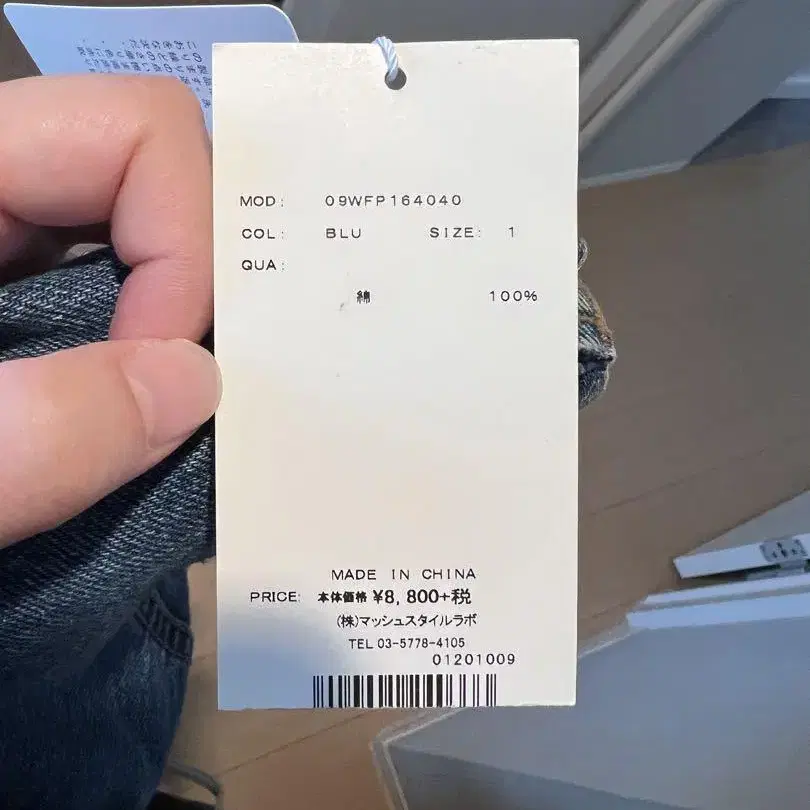 MOD: 09WFP164040
COL: BLU SIZE: 1
QUA:
綿 100%
MADE IN CHINA
PRICE: 本体価格 ¥8,800+税
(株)マッシュスタイルラボ
TEL 03-5778-4105
01201009